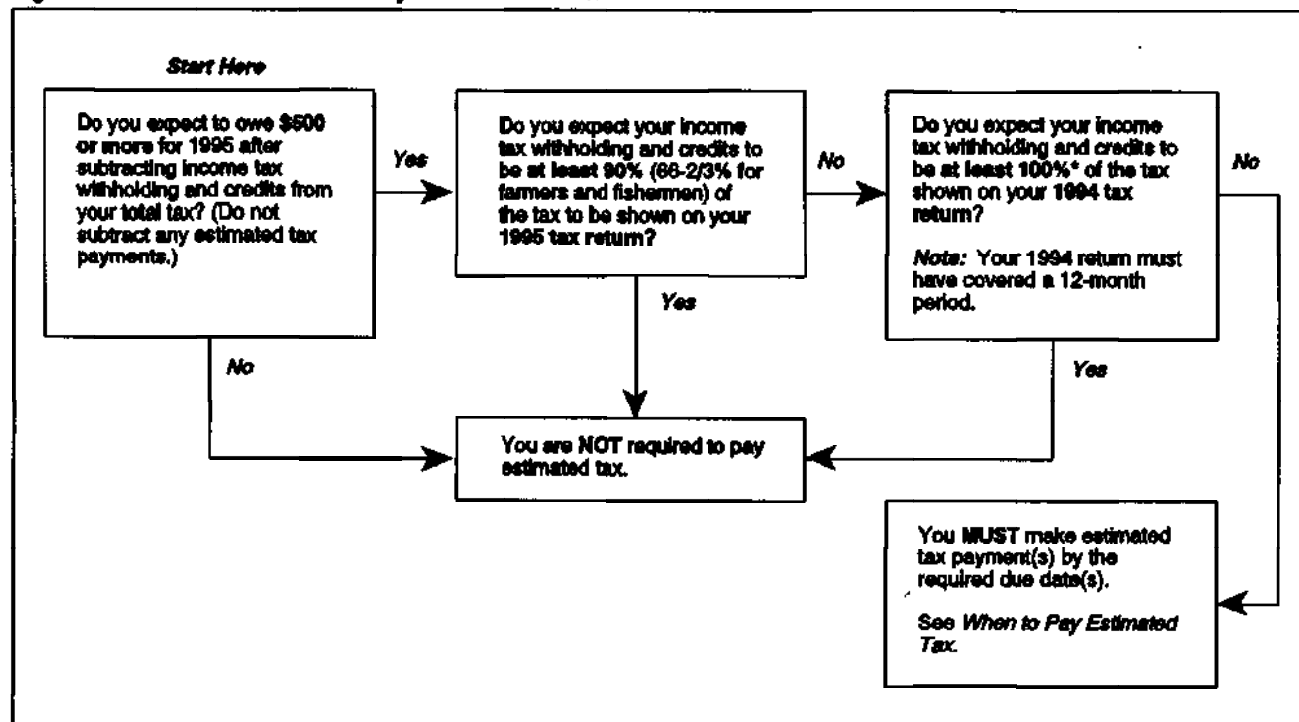 Start Here
Do you expect to owe $500
or more for 1995 after
subtracting income tax
withholding and credits from
your total tax? (Do not
subtract any estimated tax
payments.)
Yes
No
Do you expect your income
tax withholding and credits to
be at least 90% (66-2/3% for
farmers and fishermen) of
the tax to be shown on your
1995 tax return?
No
Yes
Do you expect your income
tax withholding and credits to
be at least 100%* of the tax
shown on your 1994 tax
return?
Note: Your 1994 return must
have covered a 12-month
period.
No
Yes
You are NOT required to pay
estimated tax.
You MUST make estimated
tax payment(s) by the
required due date(s).
See When to Pay Estimated
Tax.